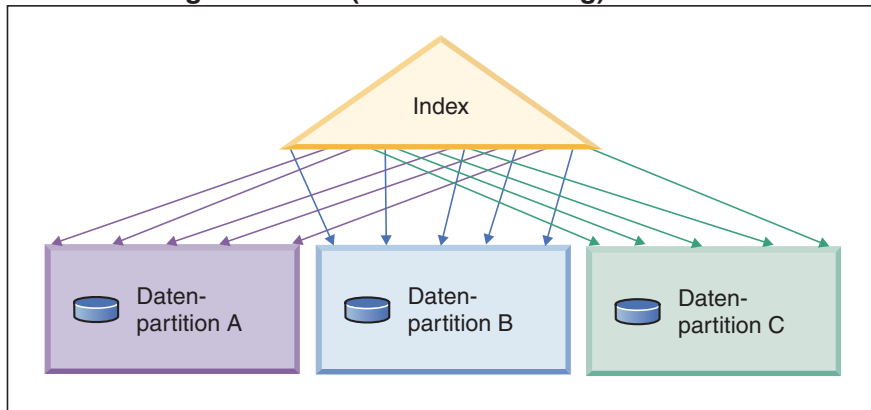 Index
Daten-
partition A
Daten-
partition B
Daten-
partition C